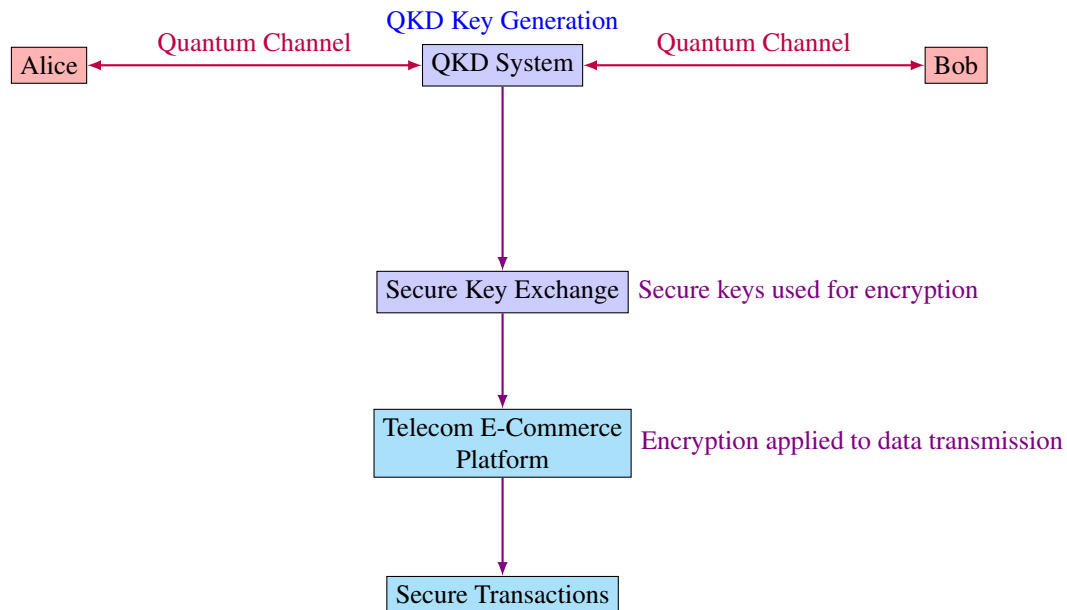 QKD Key Generation
Quantum Channel
Quantum Channel
Alice
QKD System
Bob
Secure Key Exchange
Secure keys used for encryption
Telecom E-Commerce
Platform
Encryption applied to data transmission
Secure Transactions